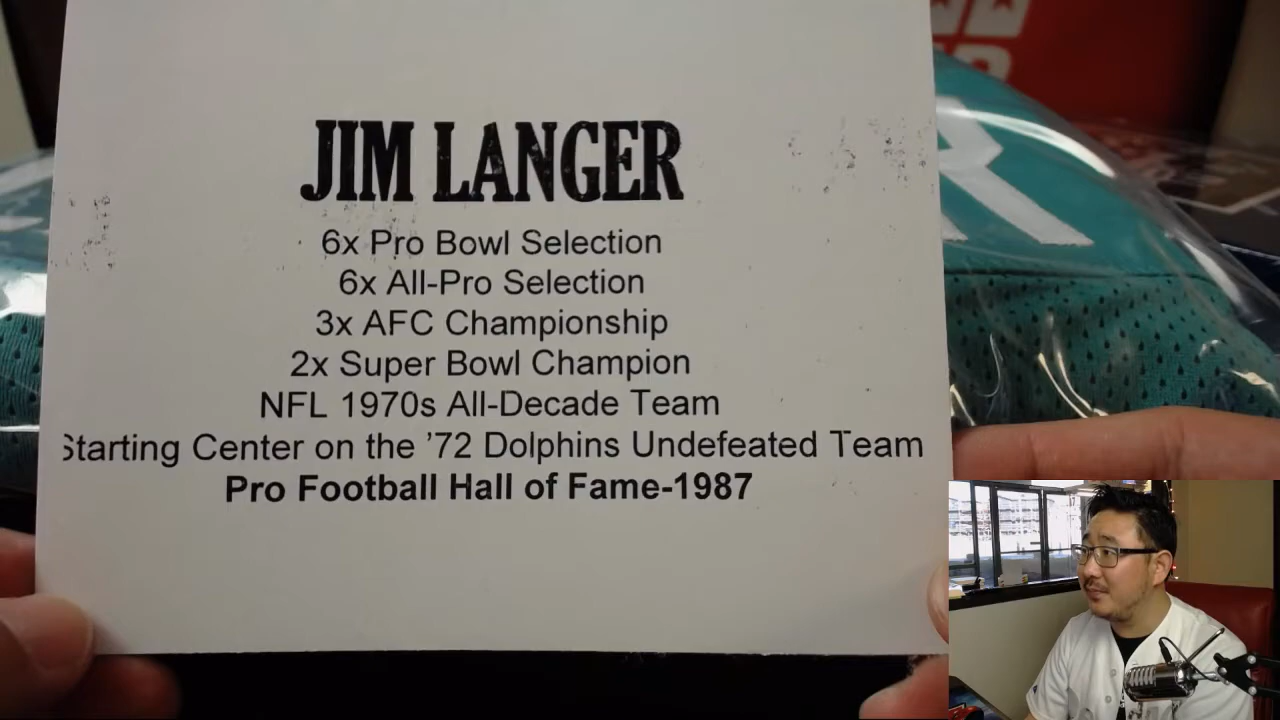 JIM LANGER
6x Pro Bowl Selection
6x All-Pro Selection
3x AFC Championship
2x Super Bowl Champion
NFL 1970s All-Decade Team
Starting Center on the ’72 Dolphins Undefeated Team
Pro Football Hall of Fame-1987
R